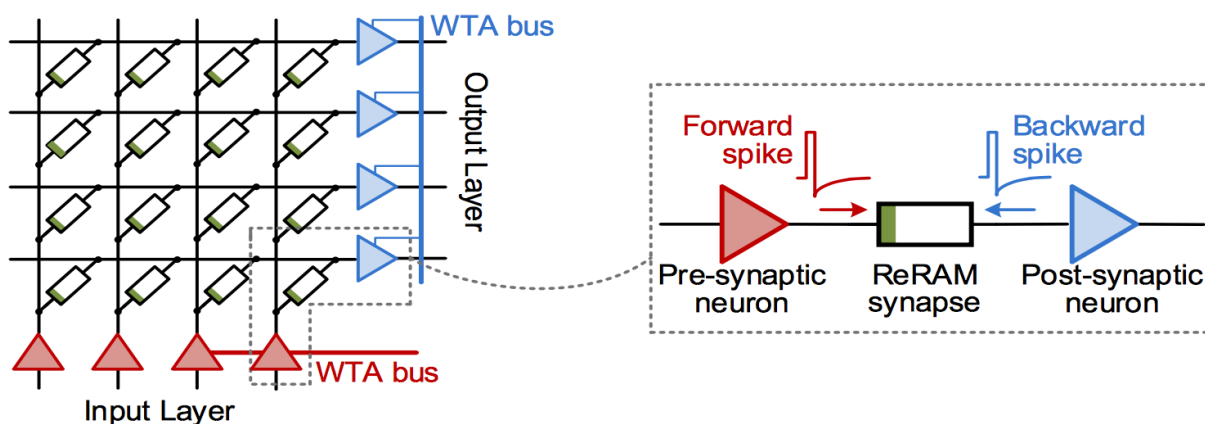 WTA bus
Output Layer
WTA bus
Input Layer
Forward
spike
Backward
spike
Pre-synaptic
neuron
ReRAM
synapse
Post-synaptic
neuron